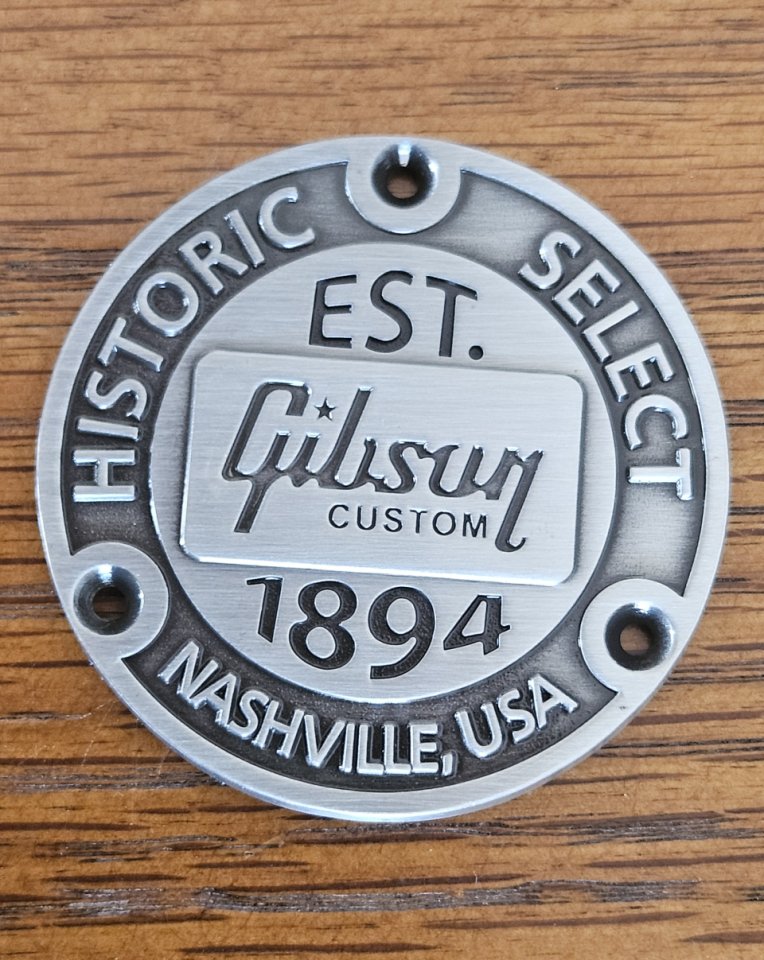 HISTORIC SELECT
EST.
Gibson
CUSTOM
1894
NASHVILLE, USA